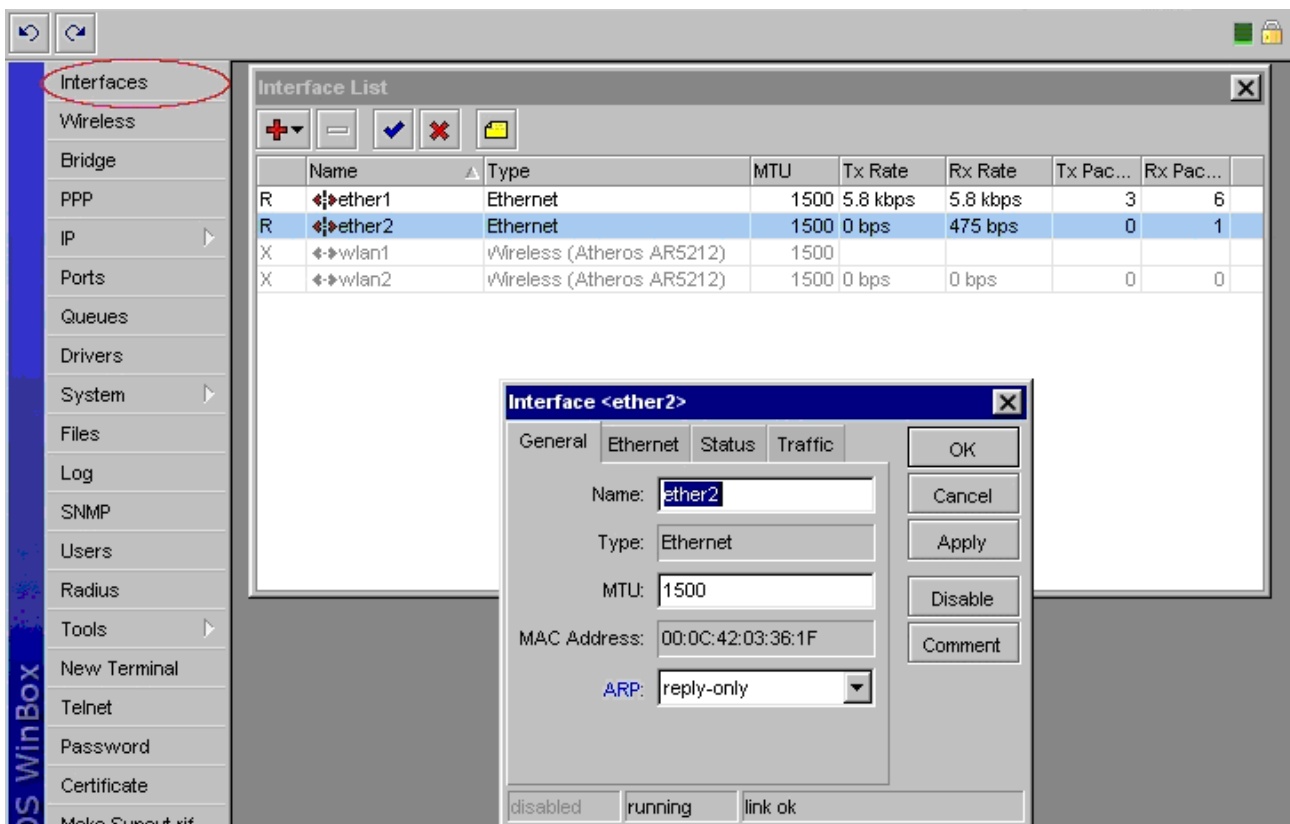 Interfaces
Wireless
Bridge
PPP
IP
Ports
Queues
Drivers
System
Files
Log
SNMP
Users
Radius
Tools
New Terminal
Telnet
Password
Certificate
OS WinBox
Interface List
Name Type MTU Tx Rate Rx Rate Tx Pac... Rx Pac...
R ether1 Ethernet 1500 5.8 kbps 5.8 kbps 3 6
R ether2 Ethernet 1500 0 bps 475 bps 0 1
X wlan1 Wireless (Atheros AR5212) 1500
X wlan2 Wireless (Atheros AR5212) 1500 0 bps 0 bps 0 0
Interface <ether2>
General Ethernet Status Traffic
Name: ether2
Type: Ethernet
MTU: 1500
MAC Address: 00:0C:42:03:36:1F
ARP: reply-only
OK
Cancel
Apply
Disable
Comment
disabled running link ok